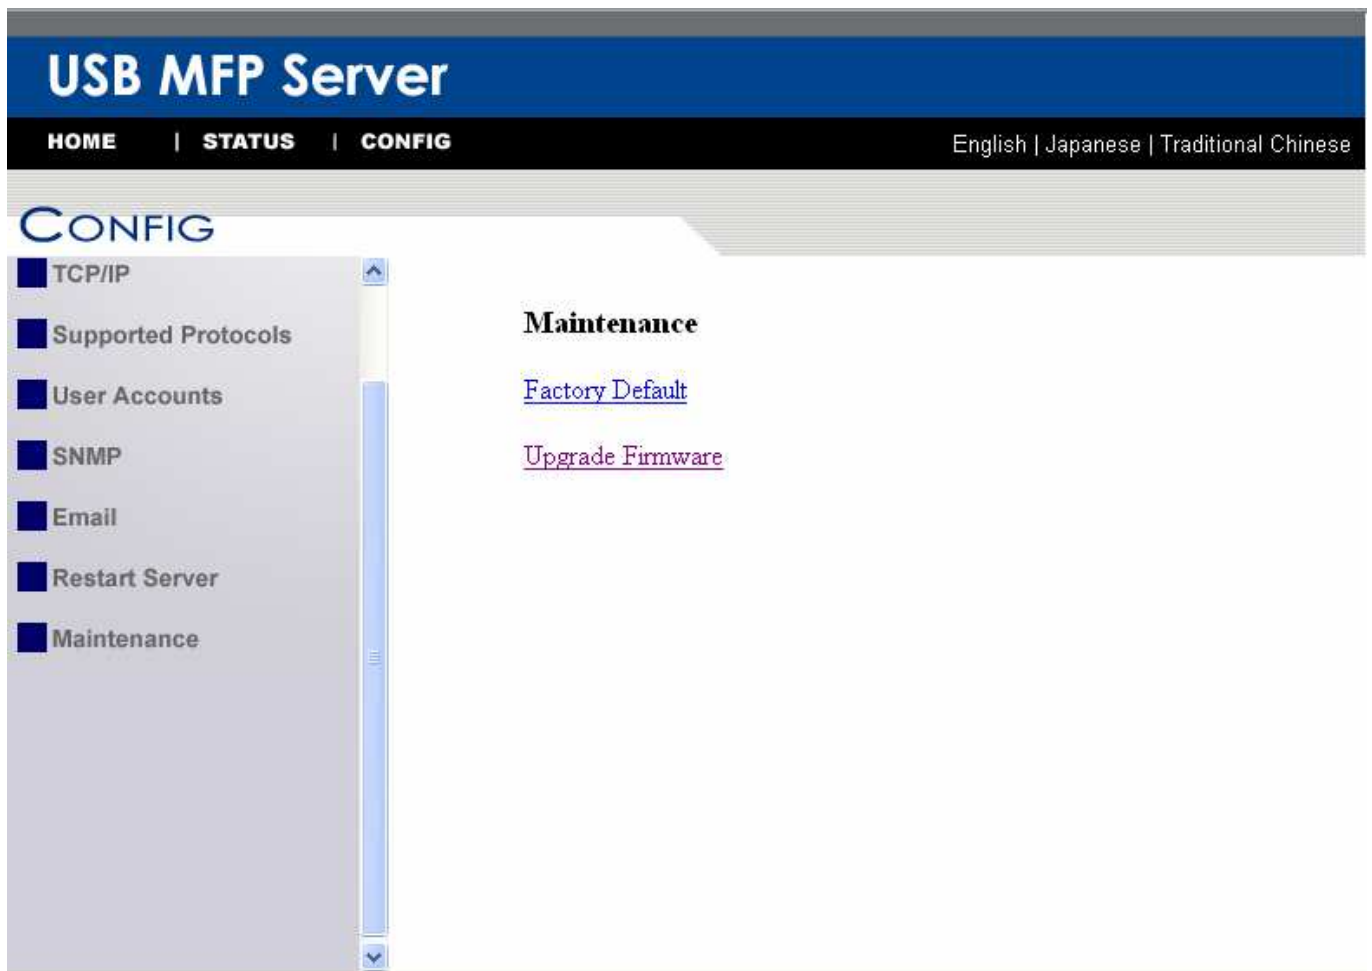 USB MFP Server
HOME | STATUS | CONFIG
English | Japanese | Traditional Chinese
CONFIG
TCP/IP
Supported Protocols
User Accounts
SNMP
Email
Restart Server
Maintenance
Maintenance
Factory Default
Upgrade Firmware